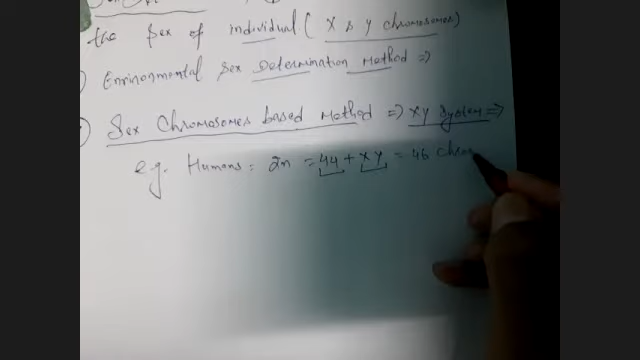 the Sex of individual ( X & Y chromosomes)
Environmental Sex Determination Method ⇒
Sex Chromosomes based Method ⇒ XY System ⇒
e.g. Humans = 2n = 44 + XY = 46 Chro